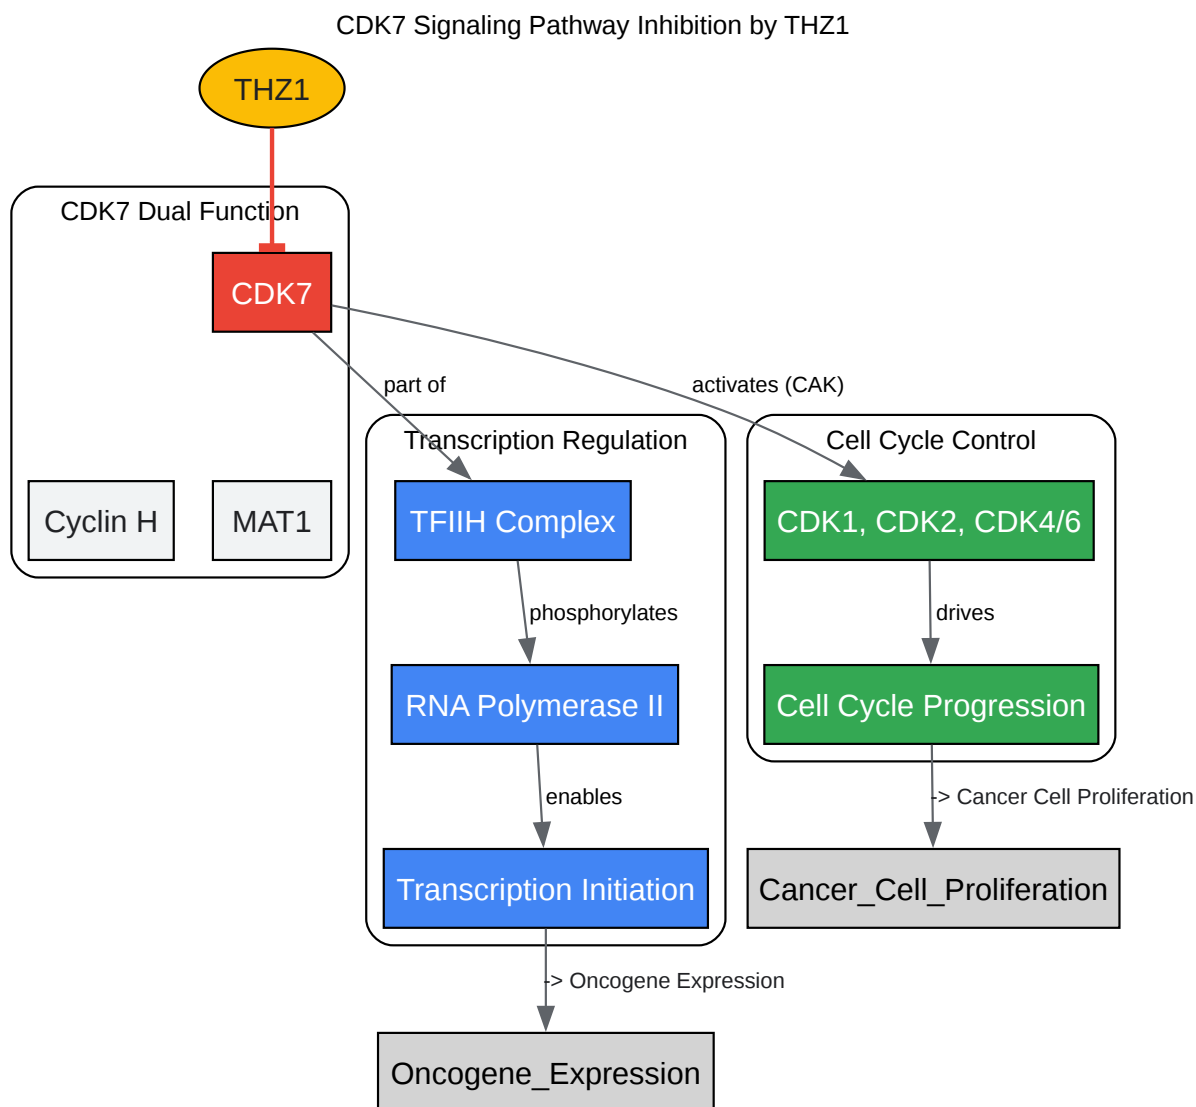 CDK7 Signaling Pathway Inhibition by THZ1
THZ1
CDK7 Dual Function
CDK7
part of
activates (CAK)
Transcription Regulation
Cell Cycle Control
Cyclin H
MAT1
TFIIH Complex
CDK1, CDK2, CDK4/6
phosphorylates
drives
RNA Polymerase II
Cell Cycle Progression
enables
-> Cancer Cell Proliferation
Transcription Initiation
Cancer_Cell_Proliferation
-> Oncogene Expression
Oncogene_Expression